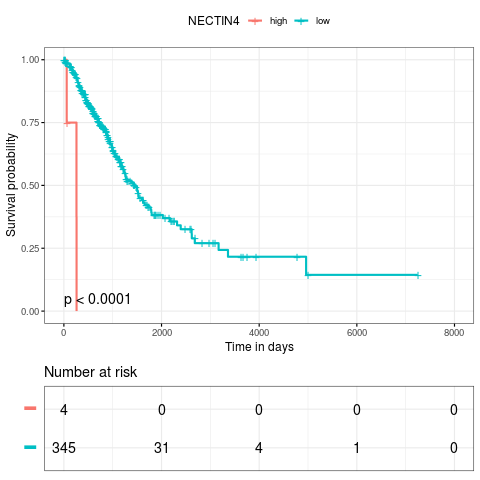 NECTIN4 high low
1.00
0.75
0.50
0.25
0.00
Survival probability
p < 0.0001
0 2000 4000 6000 8000
Time in days
Number at risk
4 0 0 0 0
345 31 4 1 0